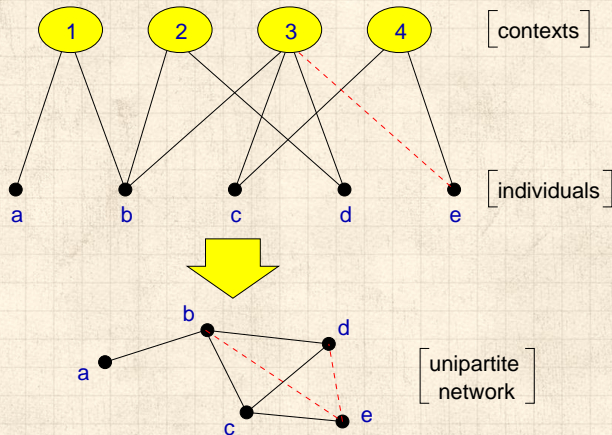 1 2 3 4 contexts
individuals
a b c d e
b d
a
unipartite
network
c e